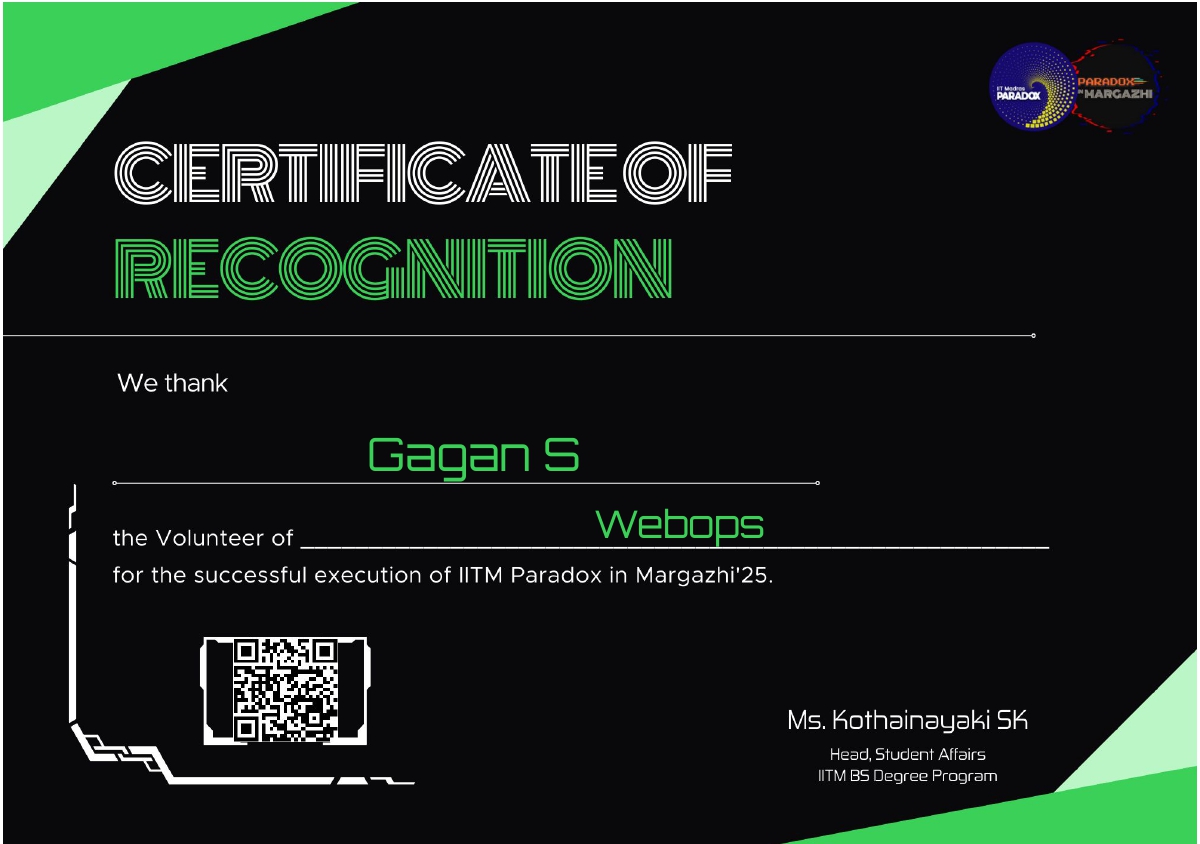 IIT Madras
PARADOX
PARADOX
IN MARGAZHI
CERTIFICATE OF
RECOGNITION
We thank
Gagan S
the Volunteer of Webops
for the successful execution of IITM Paradox in Margazhi'25.
Ms. Kothainayaki SK
Head, Student Affairs
IITM BS Degree Program